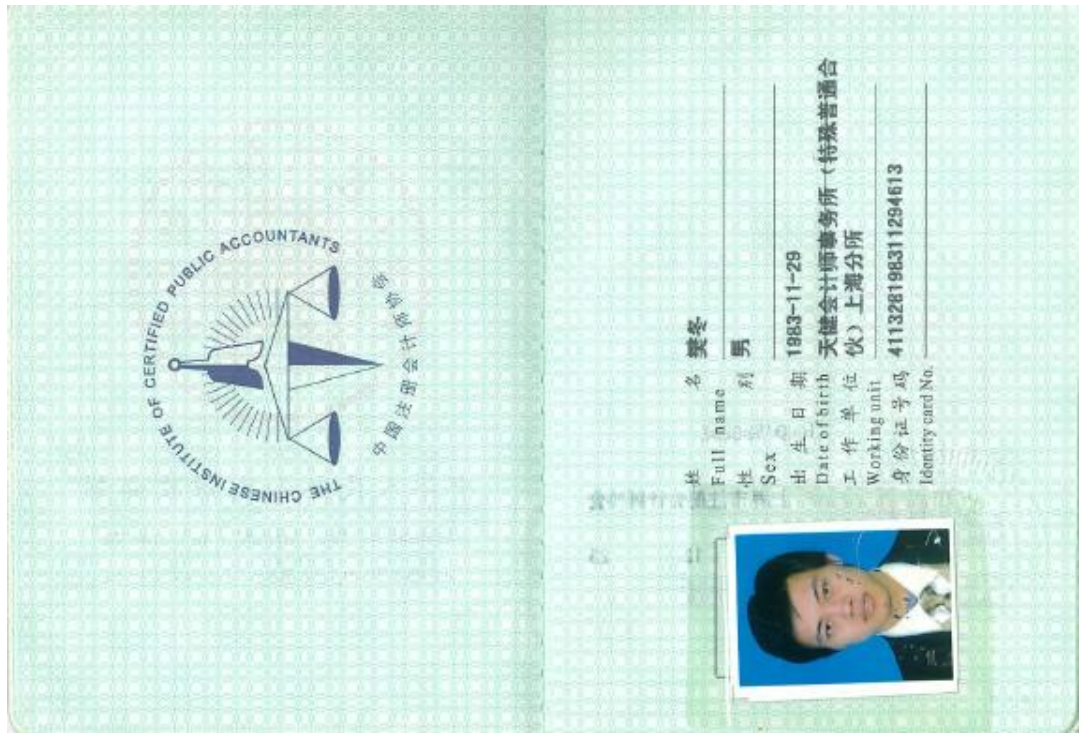 THE CHINESE INSTITUTE OF CERTIFIED PUBLIC ACCOUNTANTS
中国注册会计师协会
姓 名 樊冬
Full name
性 别 男
Sex
出 生 日 期 1983-11-29
Date of birth
工 作 单 位 天健会计师事务所（特殊普通合
Working unit 伙）上海分所
身份证号码 411328198311294613
Identity card No.